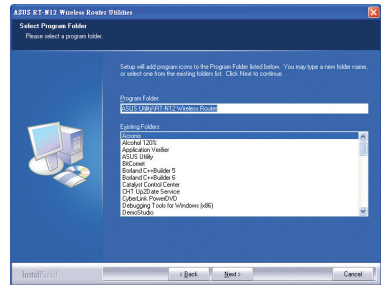 ASUS RT-N12 Wireless Router Utilities
Select Program Folder
Please select a program folder.
Setup will add program icons to the Program Folder listed below. You may type a new folder name, or select one from the existing folders list. Click Next to continue.
Program Folder:
ASUS Utility\RT-N12 Wireless Router
Existing Folders:
Acronis
Alcohol 120%
Application Verifier
ASUS Utility
BitComet
Borland C++Builder 5
Borland C++Builder 6
Catalyst Control Center
CHT Up2Date Service
CyberLink PowerDVD
Debugging Tools for Windows (x86)
DemoStudio
InstallShield
< Back
Next >
Cancel